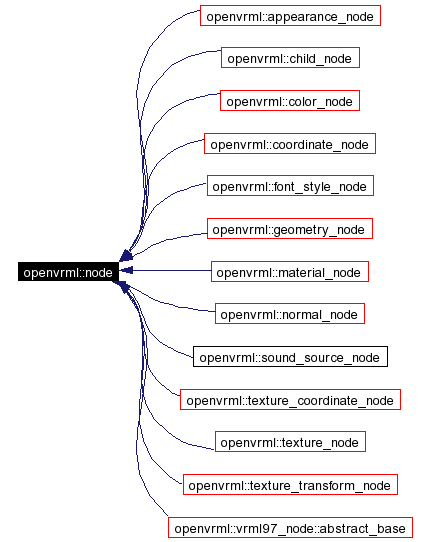 openvrml::appearance_node
openvrml::child_node
openvrml::color_node
openvrml::coordinate_node
openvrml::font_style_node
openvrml::geometry_node
openvrml::node
openvrml::material_node
openvrml::normal_node
openvrml::sound_source_node
openvrml::texture_coordinate_node
openvrml::texture_node
openvrml::texture_transform_node
openvrml::vrml97_node::abstract_base